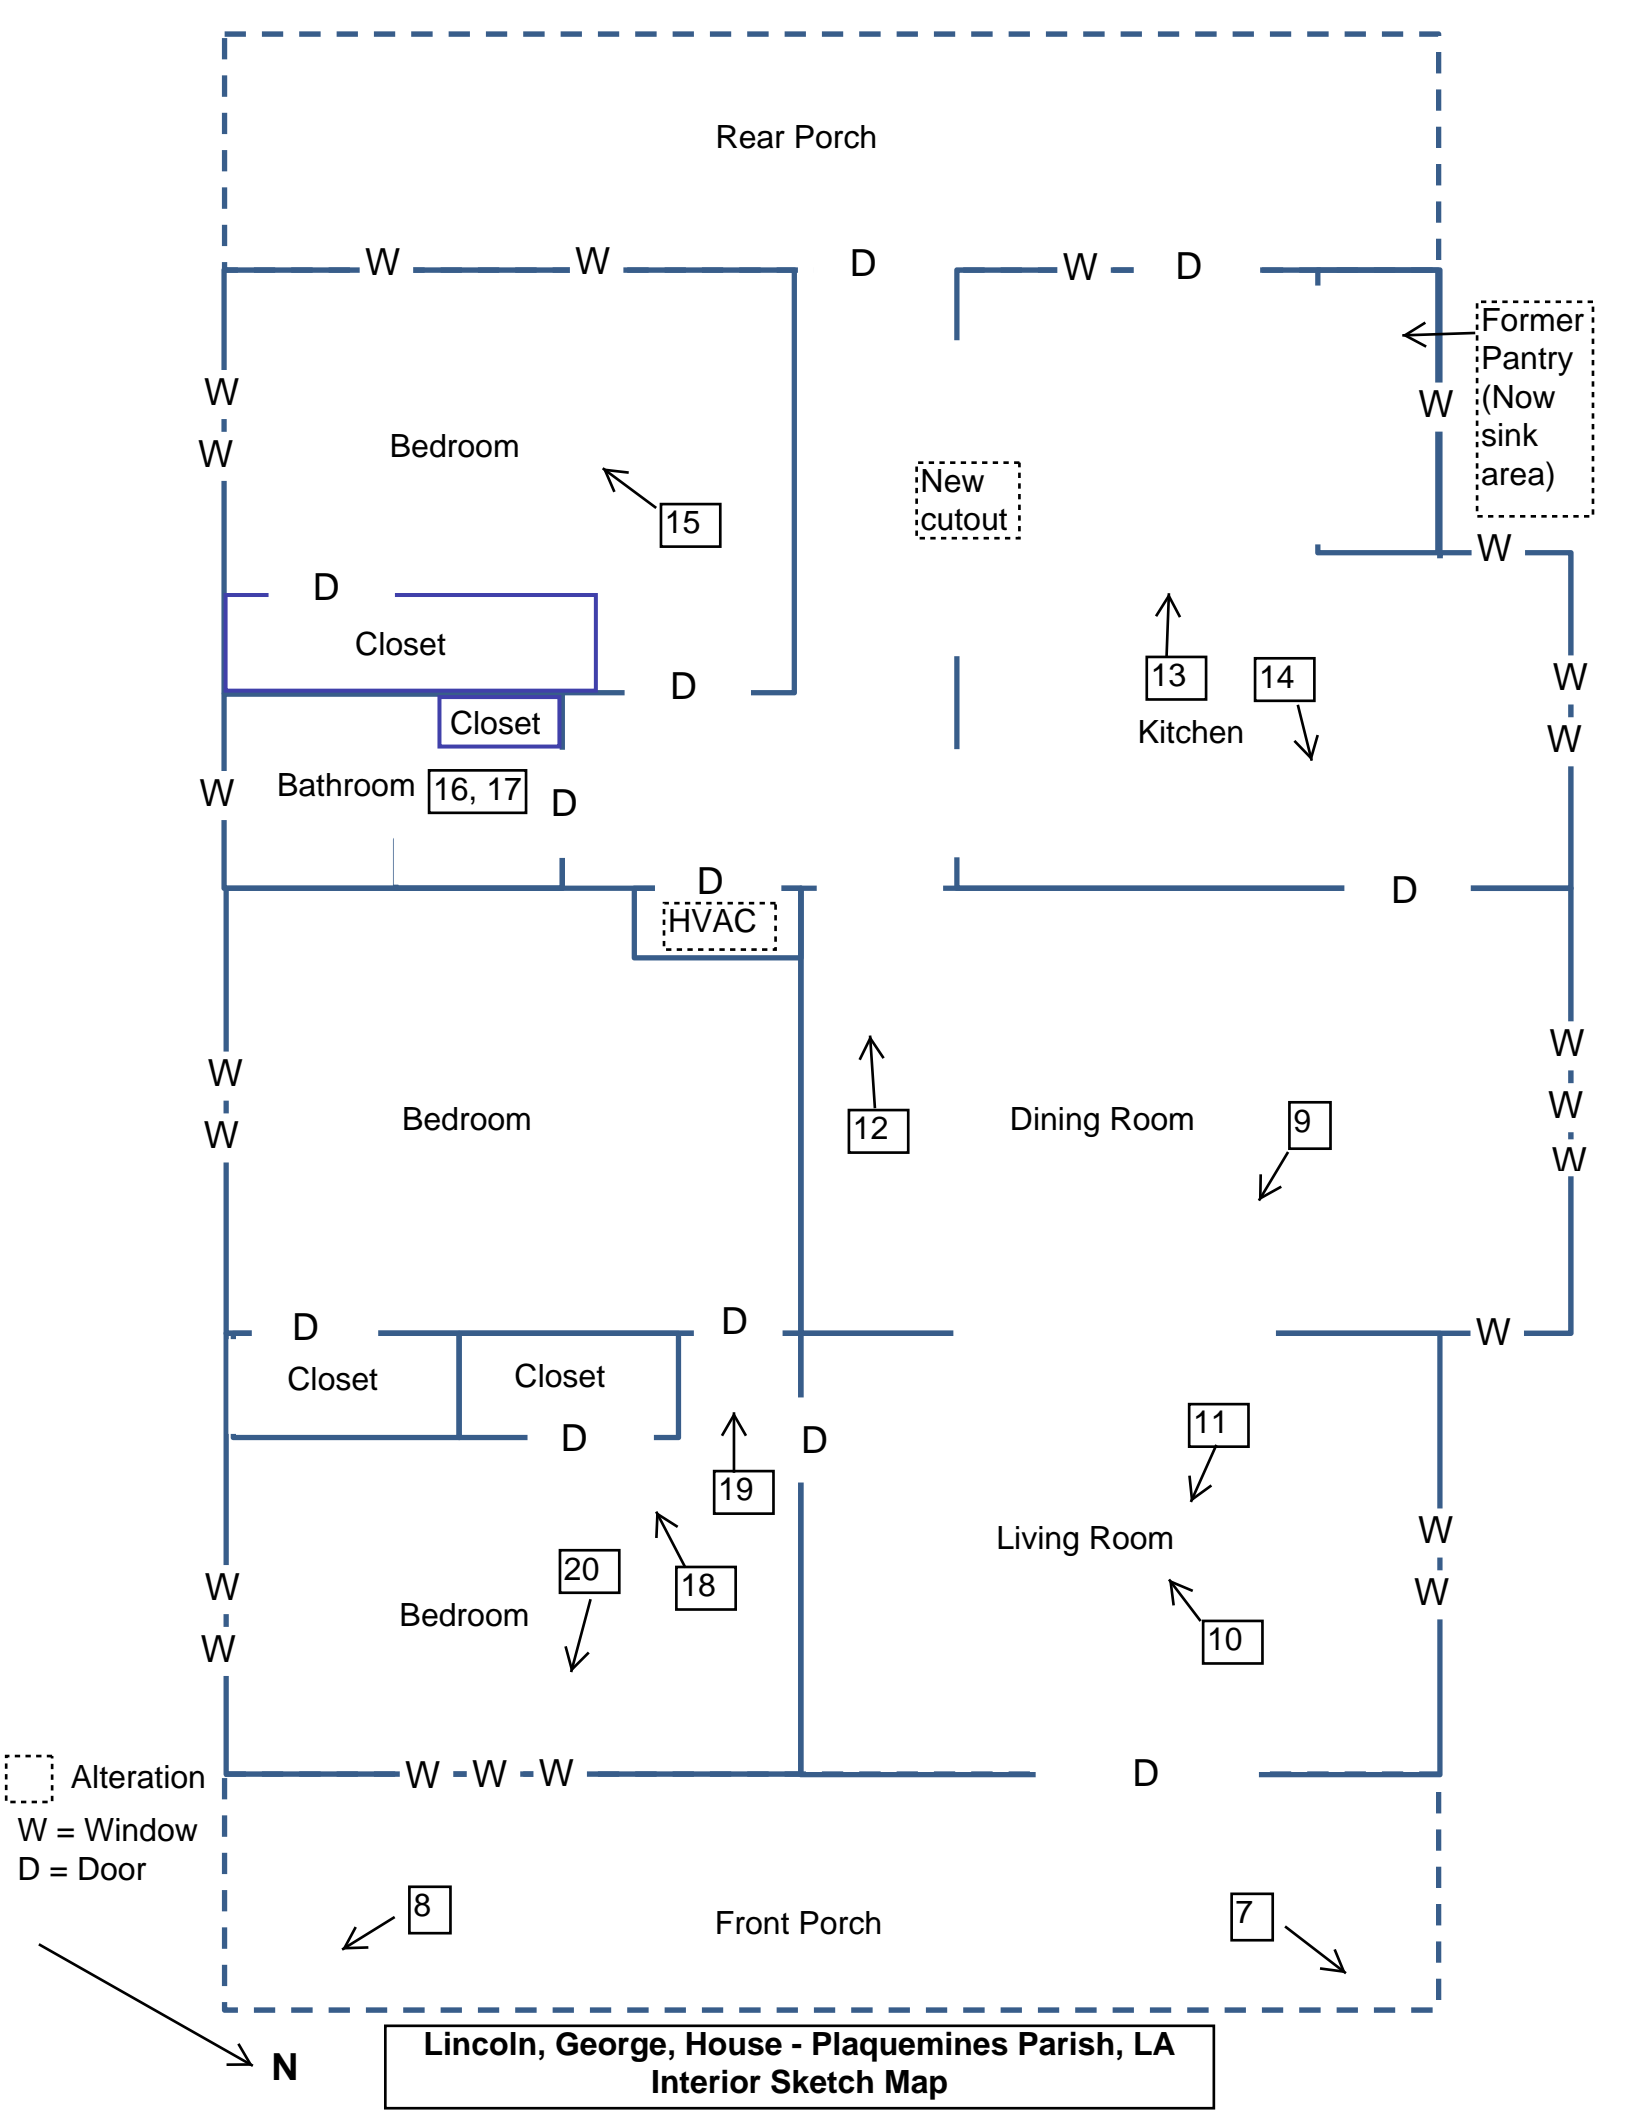 Rear Porch
W
W
D
W
D
Former
Pantry
(Now
sink
area)
W
W
W
Bedroom
New
cutout
15
W
D
Closet
13
14
W
D
Closet
Kitchen
W
W
Bathroom
16, 17
D
D
D
HVAC
W
W
W
W
Bedroom
12
Dining Room
9
W
D
D
W
Closet
Closet
11
D
D
19
W
Living Room
W
20
18
W
W
Bedroom
10
W
W W W
D
Alteration
W = Window
D = Door
8
Front Porch
7
N
Lincoln, George, House - Plaquemines Parish, LA
Interior Sketch Map